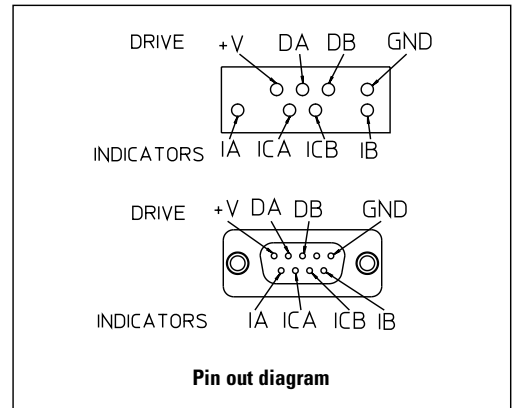 DRIVE +V DA DB GND
INDICATORS IA ICA ICB IB
DRIVE +V DA DB GND
INDICATORS IA ICA ICB IB
Pin out diagram